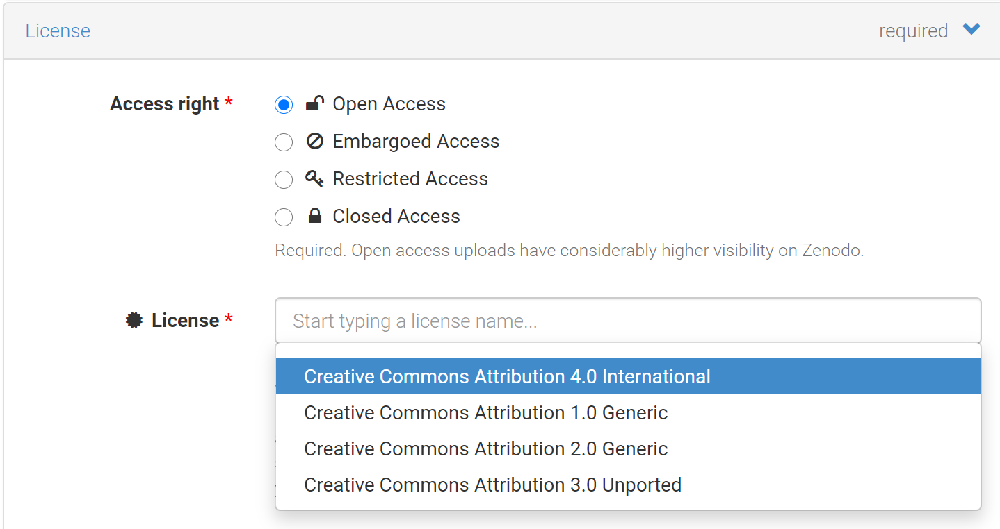 License required
Access right *
Open Access
Embargoed Access
Restricted Access
Closed Access
Required. Open access uploads have considerably higher visibility on Zenodo.
License *
Start typing a license name...
Creative Commons Attribution 4.0 International
Creative Commons Attribution 1.0 Generic
Creative Commons Attribution 2.0 Generic
Creative Commons Attribution 3.0 Unported